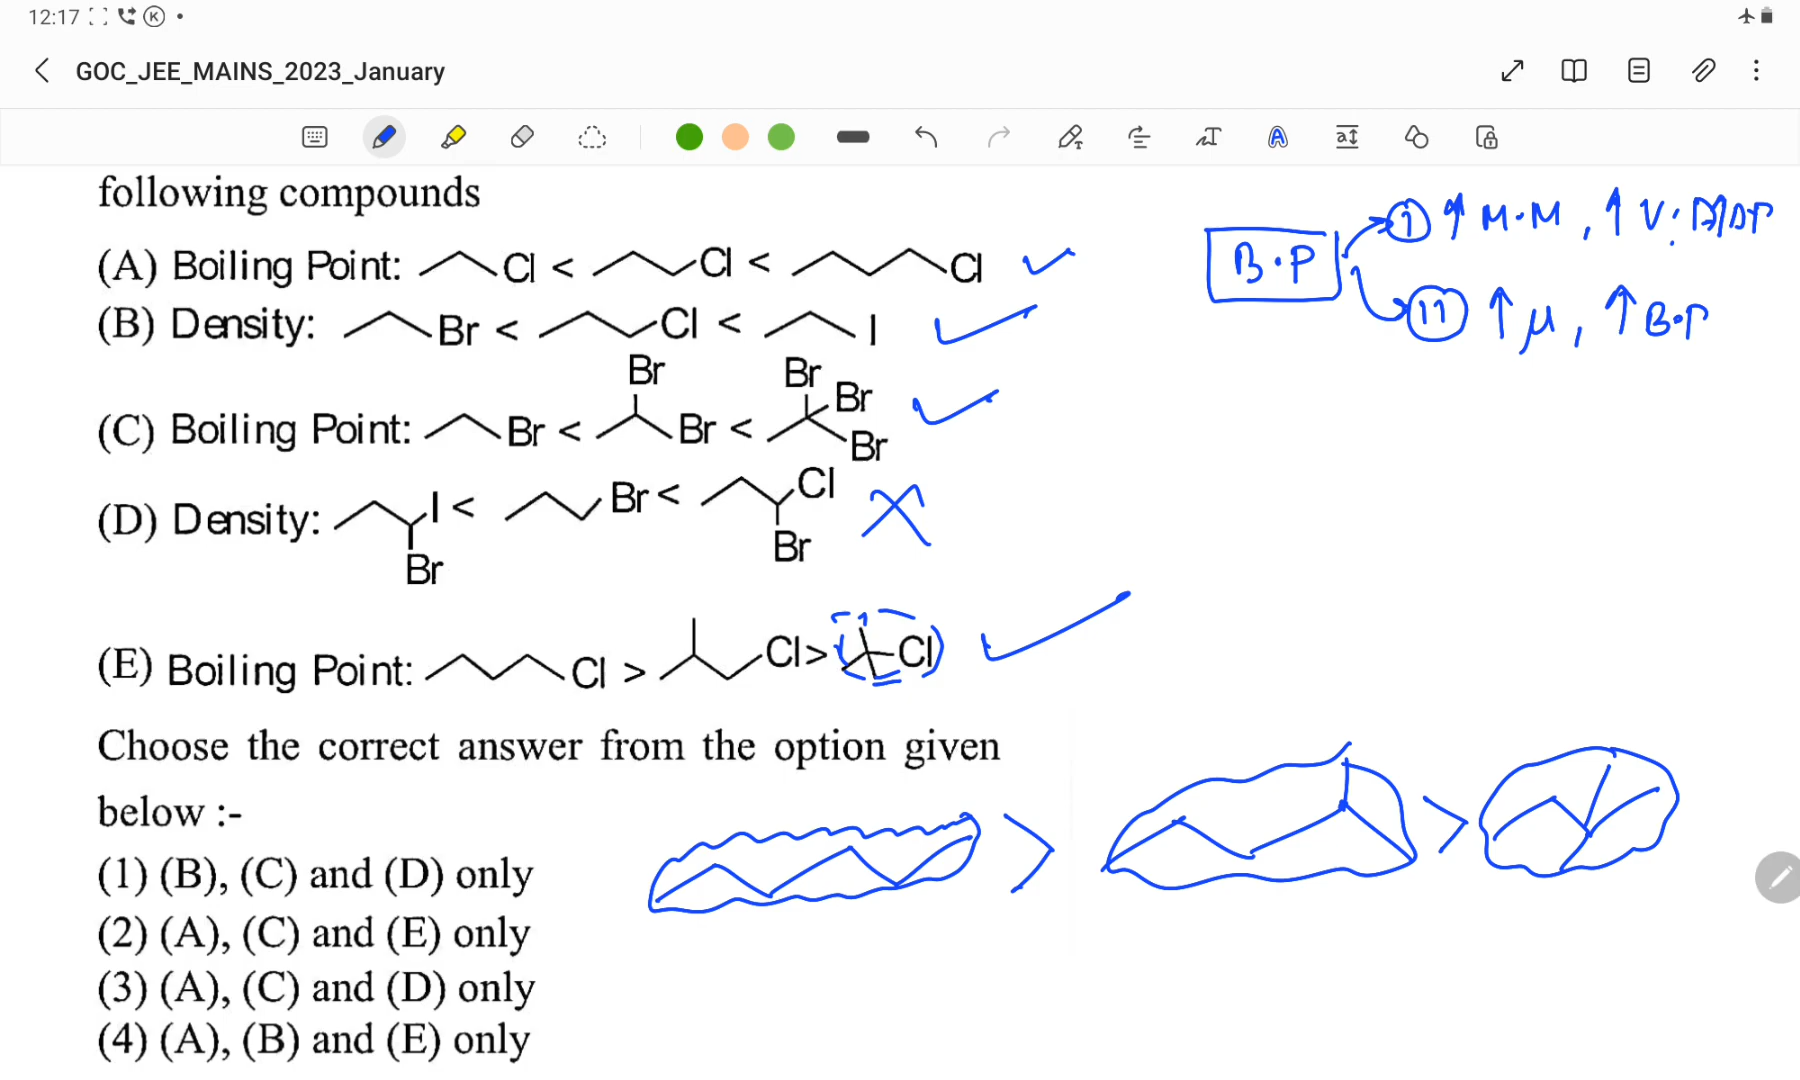 12:17
GOC_JEE_MAINS_2023_January
following compounds
(A) Boiling Point: Cl < Cl < Cl
(B) Density: Br < Cl < I
Br Br
(C) Boiling Point: Br < Br < Br Br
(D) Density: I < Br < Cl
Br Br
(E) Boiling Point: Cl > Cl > Cl
Choose the correct answer from the option given
below :-
(1) (B), (C) and (D) only
(2) (A), (C) and (E) only
(3) (A), (C) and (D) only
(4) (A), (B) and (E) only
B.P
(i) ↑ M.M, ↑
(11) ↑ μ, ↑ B.P
> >